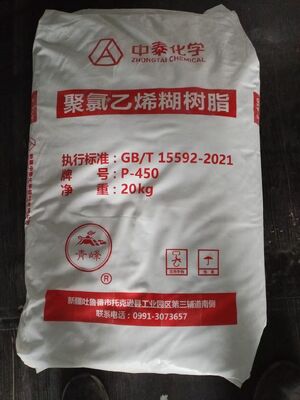 中泰化学
ZHONGTAI CHEMICAL
聚氯乙烯糊树脂
执行标准：GB/T 15592-2021
牌 号：P-450
净 重：20kg
青峰
®
新疆吐鲁番市托克逊县工业园区第三辅道南侧
联系电话：0991-3073657